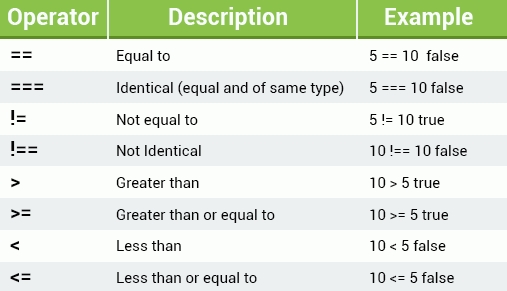 Operator Description Example
== Equal to 5 == 10 false
=== Identical (equal and of same type) 5 === 10 false
!= Not equal to 5 != 10 true
!== Not Identical 10 !== 10 false
> Greater than 10 > 5 true
>= Greater than or equal to 10 >= 5 true
< Less than 10 < 5 false
<= Less than or equal to 10 <= 5 false